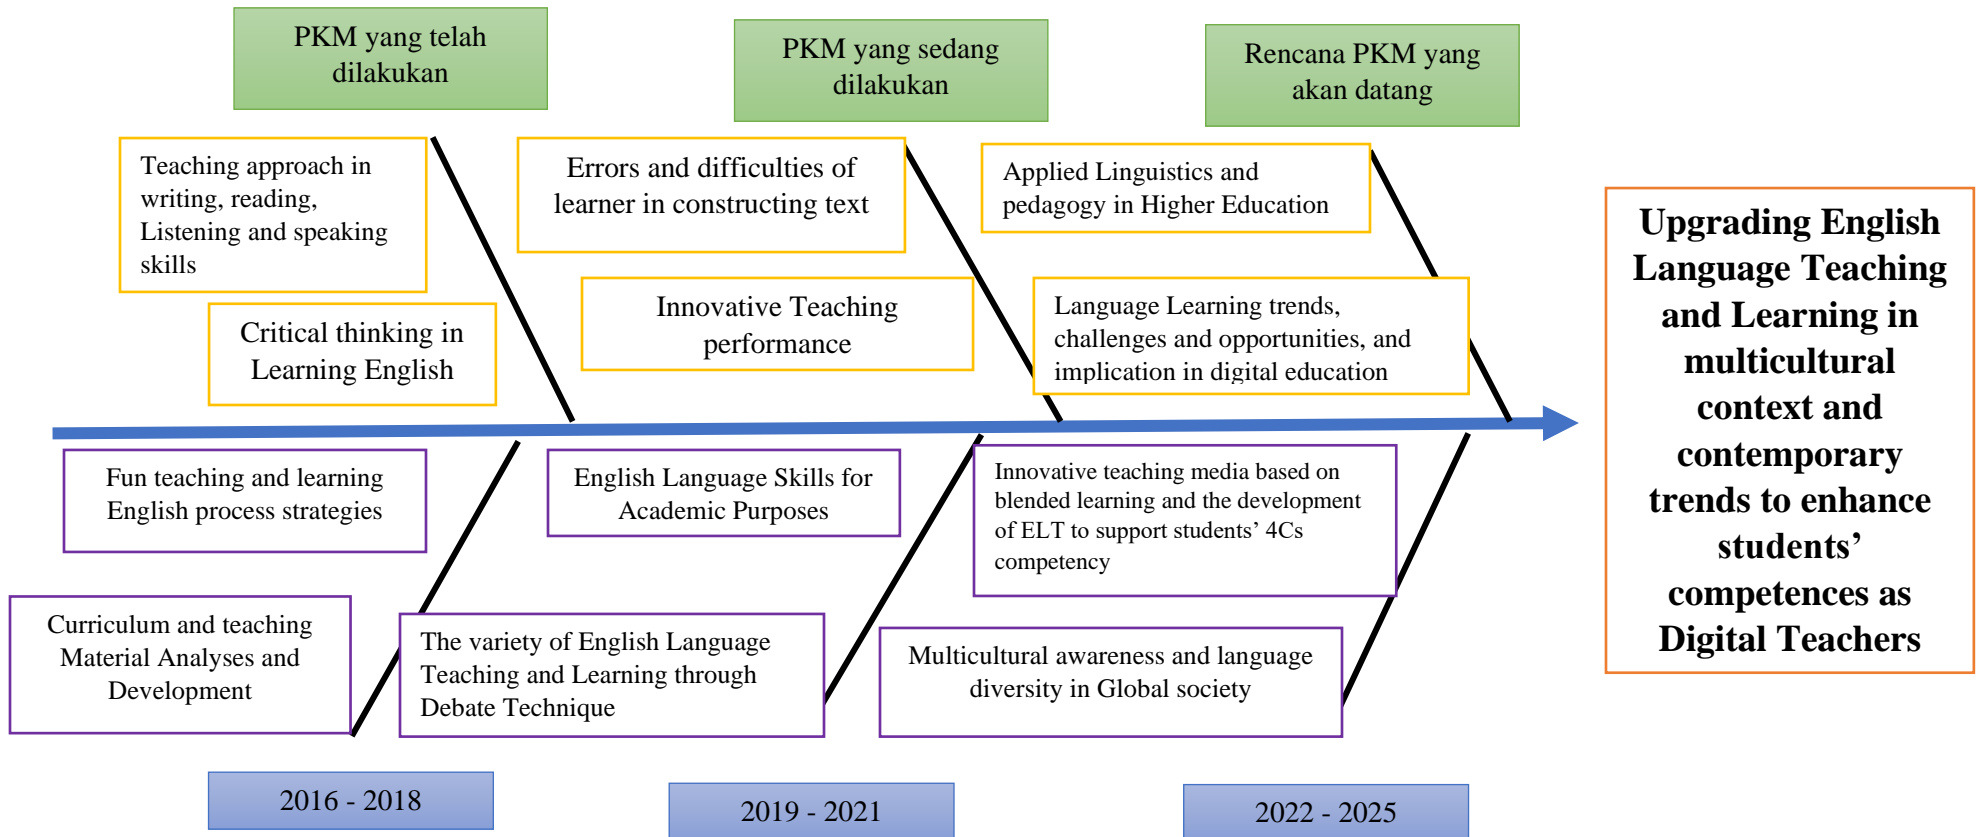 PKM yang telah
dilakukan
PKM yang sedang
dilakukan
Rencana PKM yang
akan datang
Teaching approach in
writing, reading,
Listening and speaking
skills
Errors and difficulties of
learner in constructing text
Applied Linguistics and
pedagogy in Higher Education
Critical thinking in
Learning English
Innovative Teaching
performance
Language Learning trends,
challenges and opportunities, and
implication in digital education
Fun teaching and learning
English process strategies
English Language Skills for
Academic Purposes
Innovative teaching media based on
blended learning and the development
of ELT to support students’ 4Cs
competency
Curriculum and teaching
Material Analyses and
Development
The variety of English Language
Teaching and Learning through
Debate Technique
Multicultural awareness and language
diversity in Global society
Upgrading English
Language Teaching
and Learning in
multicultural
context and
contemporary
trends to enhance
students’
competences as
Digital Teachers
2016 - 2018
2019 - 2021
2022 - 2025